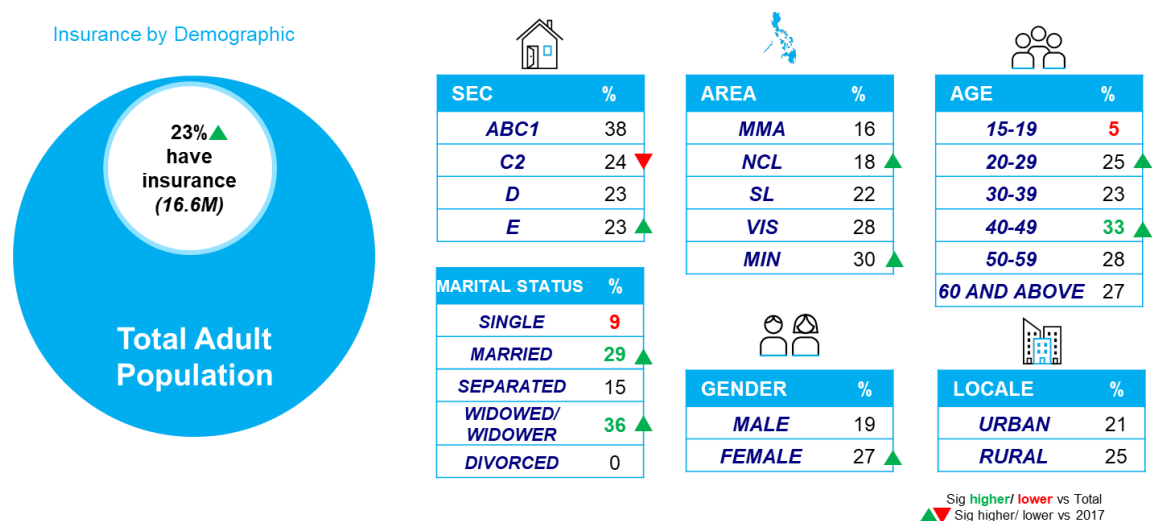 Insurance by Demographic
23%
have
insurance
(16.6M)
Total Adult
Population
SEC %
ABC1 38
C2 24
D 23
E 23
MARITAL STATUS %
SINGLE 9
MARRIED 29
SEPARATED 15
WIDOWED/
WIDOWER 36
DIVORCED 0
AREA %
MMA 16
NCL 18
SL 22
VIS 28
MIN 30
GENDER %
MALE 19
FEMALE 27
AGE %
15-19 5
20-29 25
30-39 23
40-49 33
50-59 28
60 AND ABOVE 27
LOCALE %
URBAN 21
RURAL 25
Sig higher/ lower vs Total
Sig higher/ lower vs 2017